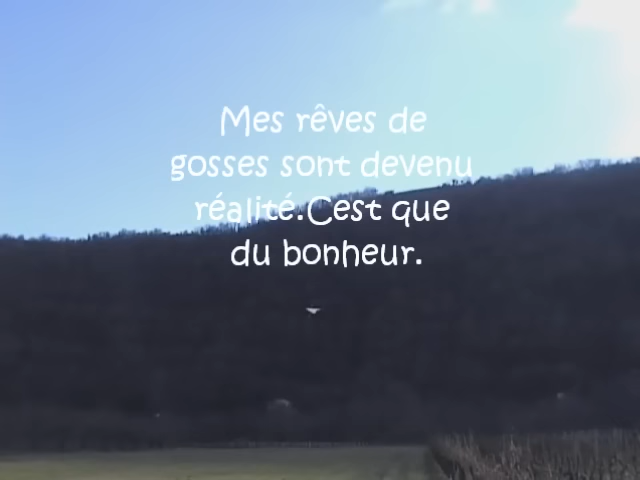 Mes rêves de
gosses sont devenu
réalité.Cest que
du bonheur.